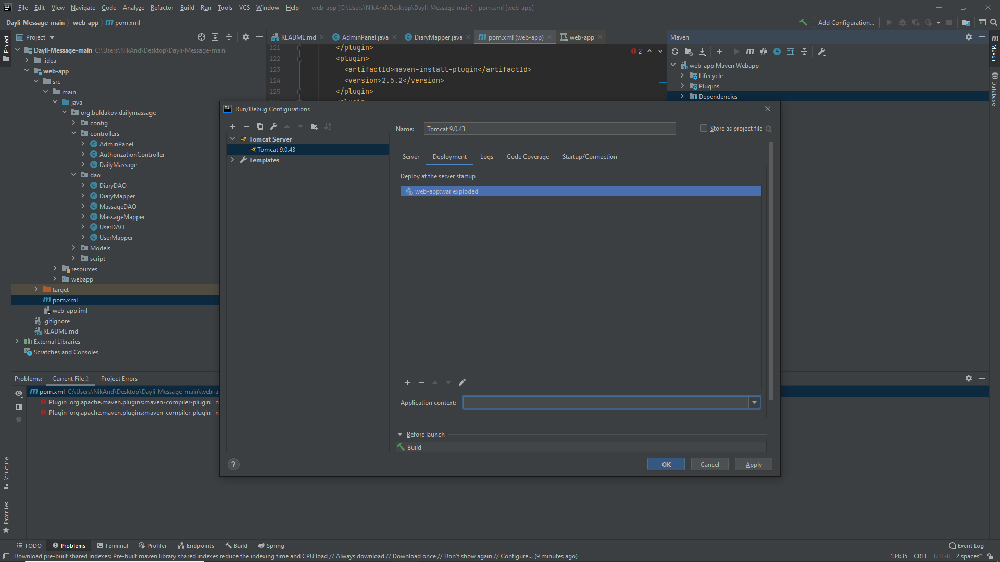 File Edit View Navigate Code Analyze Refactor Build Run Tools VCS Window Help web-app [C:\Users\NikAnd\Desktop\Dayli-Message-main] - pom.xml [web-app]
Dayli-Message-main web-app pom.xml Add Configuration...
Project
README.md
AdminPanel.java
DiaryMapper.java
pom.xml (web-app)
web-app
Maven
Project
Dayli-Message-main C:\Users\NikAnd\Desktop\Dayli-Message-main
.idea
web-app
src
main
java
org.buldakov.dailymassage
config
controllers
AdminPanel
AuthorizationController
DailyMassage
dao
DiaryDAO
DiaryMapper
MassageDAO
MassageMapper
UserDAO
UserMapper
Models
script
resources
webapp
target
pom.xml
web-app.iml
.gitignore
README.md
External Libraries
Scratches and Consoles
121 </plugin>
122 <plugin>
123 <artifactId>maven-install-plugin</artifactId>
124 <version>2.5.2</version>
125 </plugin>
2
web-app Maven Webapp
Lifecycle
Plugins
Dependencies
Maven
Database
Run/Debug Configurations
Tomcat Server
Tomcat 9.0.43
Templates
Name: Tomcat 9.0.43
Store as project file
Server Deployment Logs Code Coverage Startup/Connection
Deploy at the server startup
web-app:war exploded
Application context:
Before launch
Build
? OK Cancel Apply
Problems: Current File 2 Project Errors
pom.xml C:\Users\NikAnd\Desktop\Dayli-Message-main\web-a
Plugin 'org.apache.maven.plugins:maven-compiler-plugin:' n
Plugin 'org.apache.maven.plugins:maven-compiler-plugin:' n
Structure
Favorites
TODO Problems Terminal Profiler Endpoints Build Spring Event Log
Download pre-built shared indexes: Pre-built maven library shared indexes reduce the indexing time and CPU load // Always download // Download once // Don't show again // Configure... (9 minutes ago) 134:35 CRLF UTF-8 2 spaces*